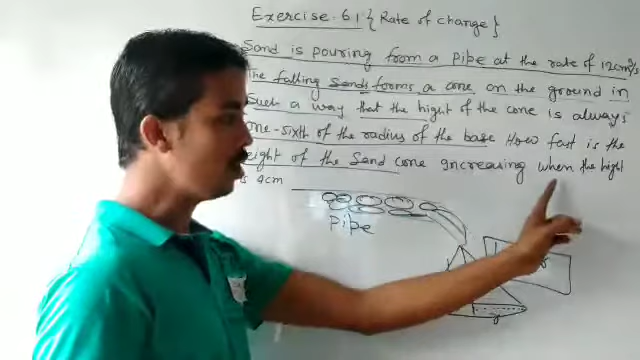 Exercise. 6.1 {Rate of change}
Sand is pouring from a pipe at the rate of 12cm³/s
The falling sands forms a cone on the ground in
Such a way that the hight of the cone is always
one-sixth of the radius of the base How fast is the
eight of the Sand cone increasing when the hight
is 4cm
Pipe